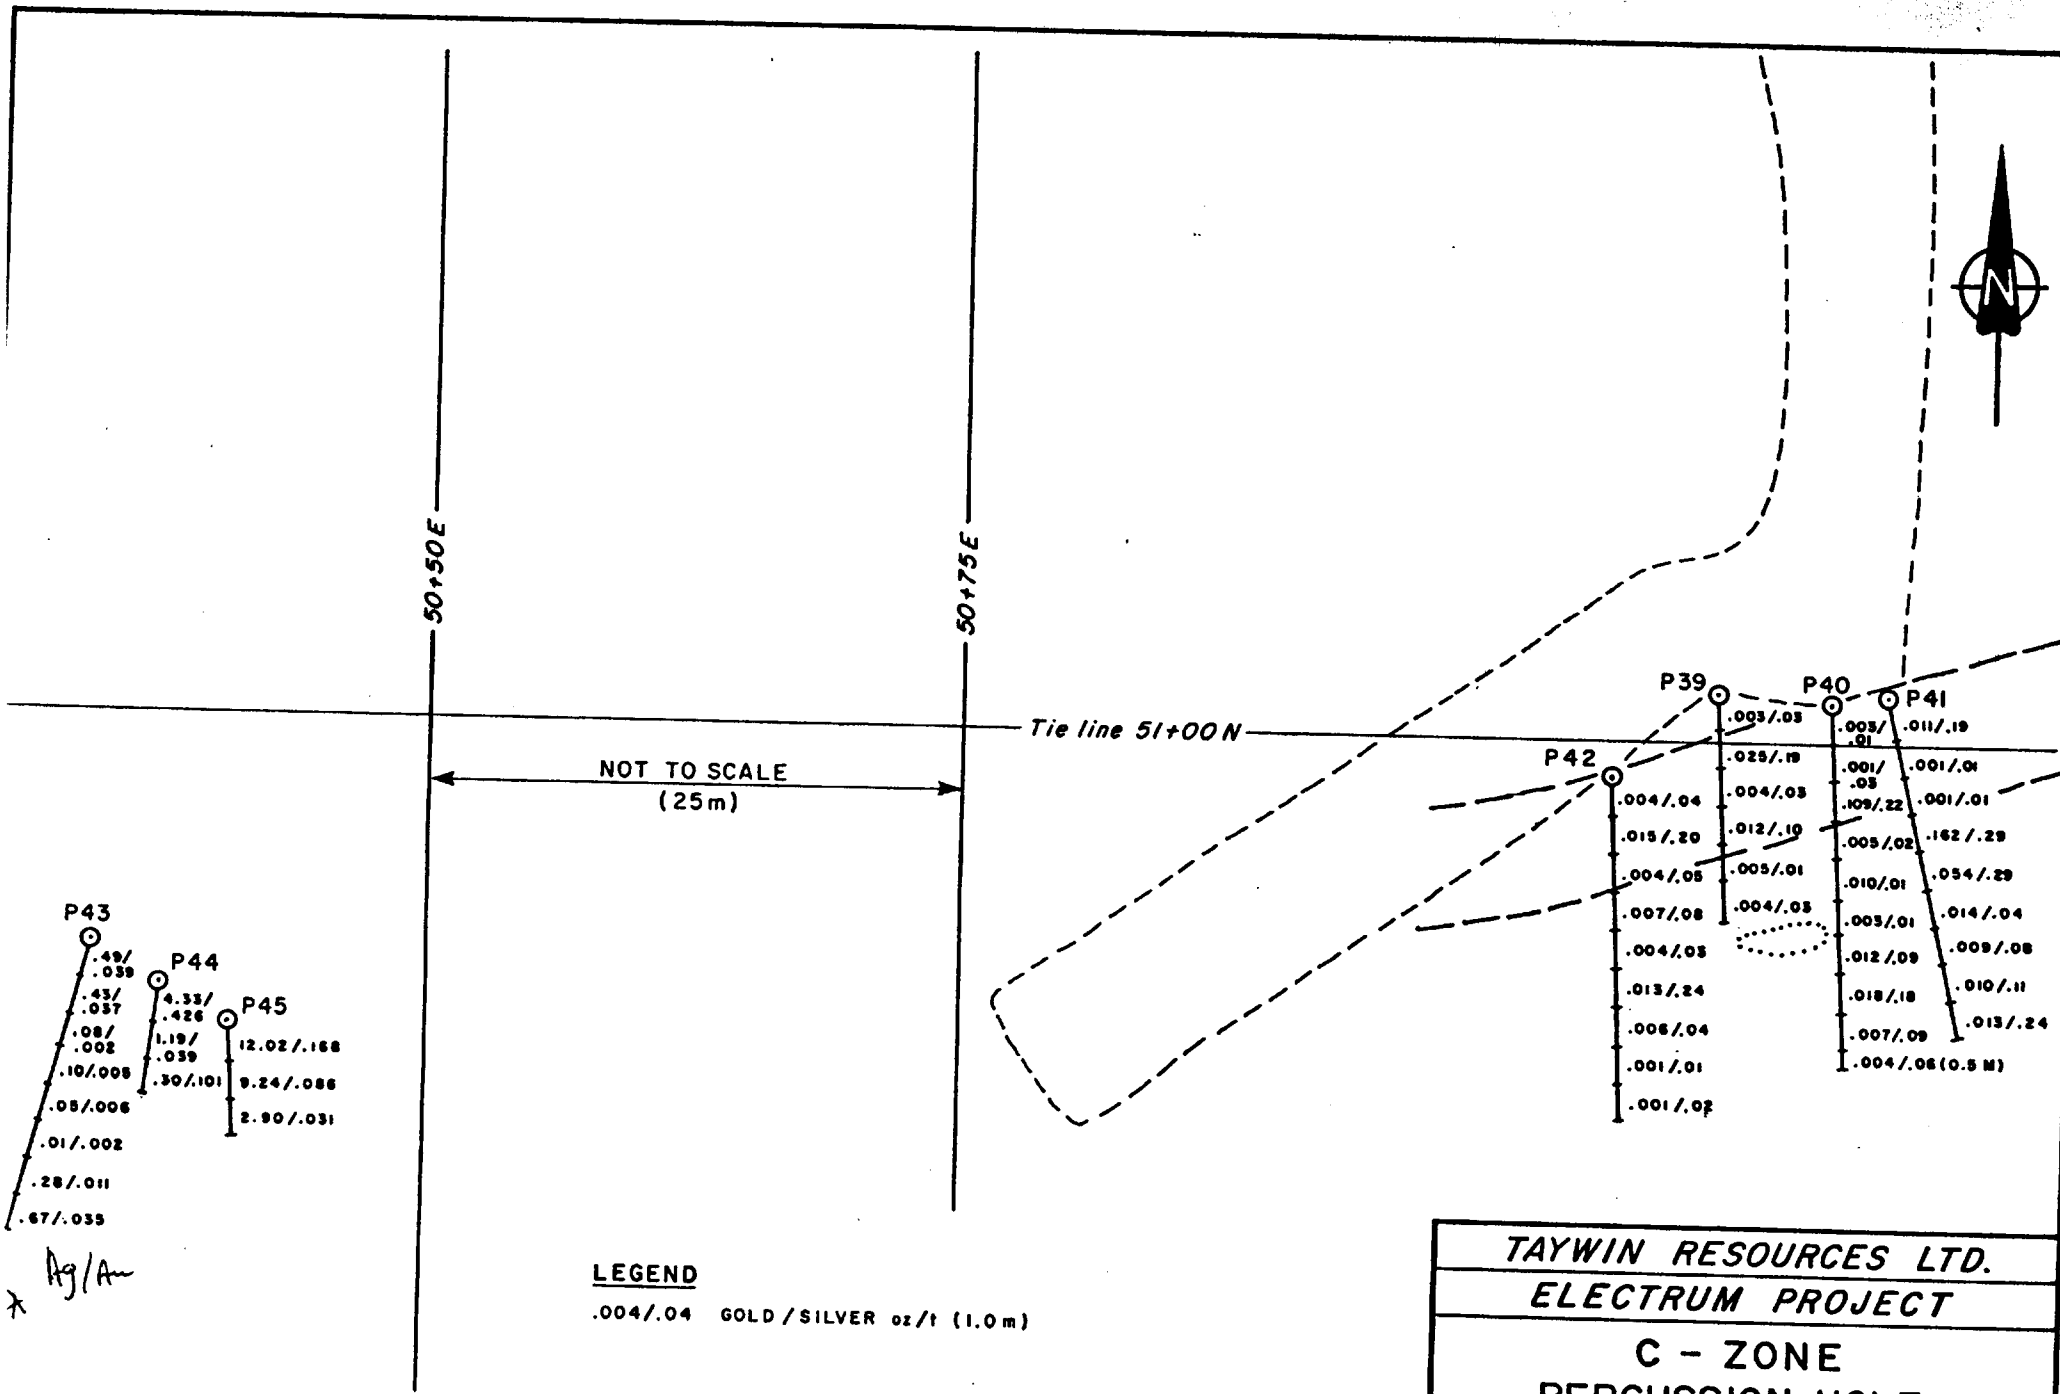 N
50+50E
50+75E
Tie line 51+00N
NOT TO SCALE
(25m)
P39
.003/.03
.025/.19
.004/.03
.012/.10
.005/.01
.004/.03
P40
.003/
.01
.001/
.03
.109/.22
.005/.02
.010/.01
.003/.01
.012/.09
.018/.18
.007/.09
.004/.06(0.5 M)
P41
.011/.19
.001/.01
.001/.01
.162/.29
.054/.29
.014/.04
.009/.08
.010/.11
.013/.24
P42
.004/.04
.015/.20
.004/.05
.007/.08
.004/.03
.013/.24
.006/.04
.001/.01
.001/.02
P43
.49/
.039
.43/
.037
.08/
.002
.10/.005
.05/.006
.01/.002
.28/.011
.67/.035
P44
4.33/
.426
1.19/
.039
.30/.101
P45
12.02/.168
9.24/.086
2.90/.031
Ag/Au
LEGEND
.004/.04 GOLD/SILVER oz/t (1.0m)
TAYWIN RESOURCES LTD.
ELECTRUM PROJECT
C - ZONE
PERCUSSION HOLE